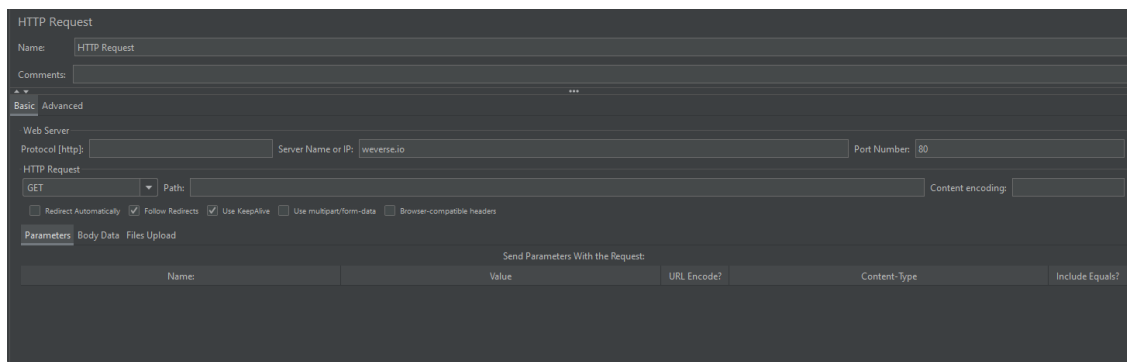 HTTP Request
Name: HTTP Request
Comments:
Basic Advanced
Web Server
Protocol [http]: Server Name or IP: weverse.io Port Number: 80
HTTP Request
GET Path: Content encoding:
Redirect Automatically Follow Redirects Use KeepAlive Use multipart/form-data Browser-compatible headers
Parameters Body Data Files Upload
Send Parameters With the Request:
Name: Value URL Encode? Content-Type Include Equals?